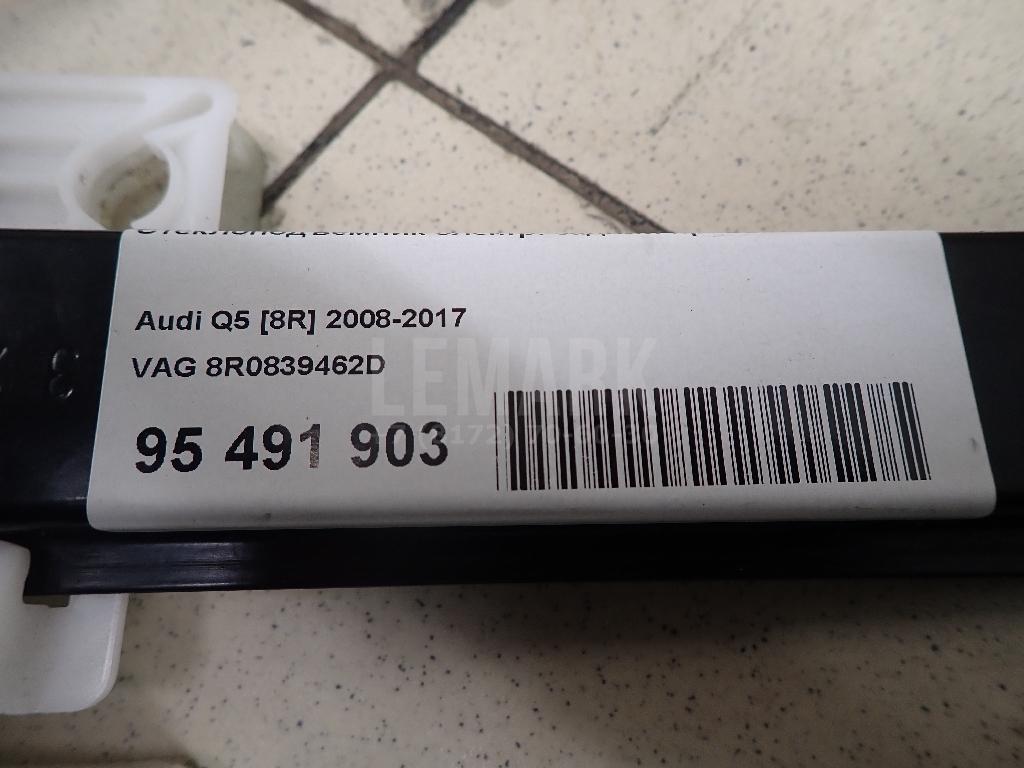 Audi Q5 [8R] 2008-2017
VAG 8R0839462D
LEMARK
95 491 903